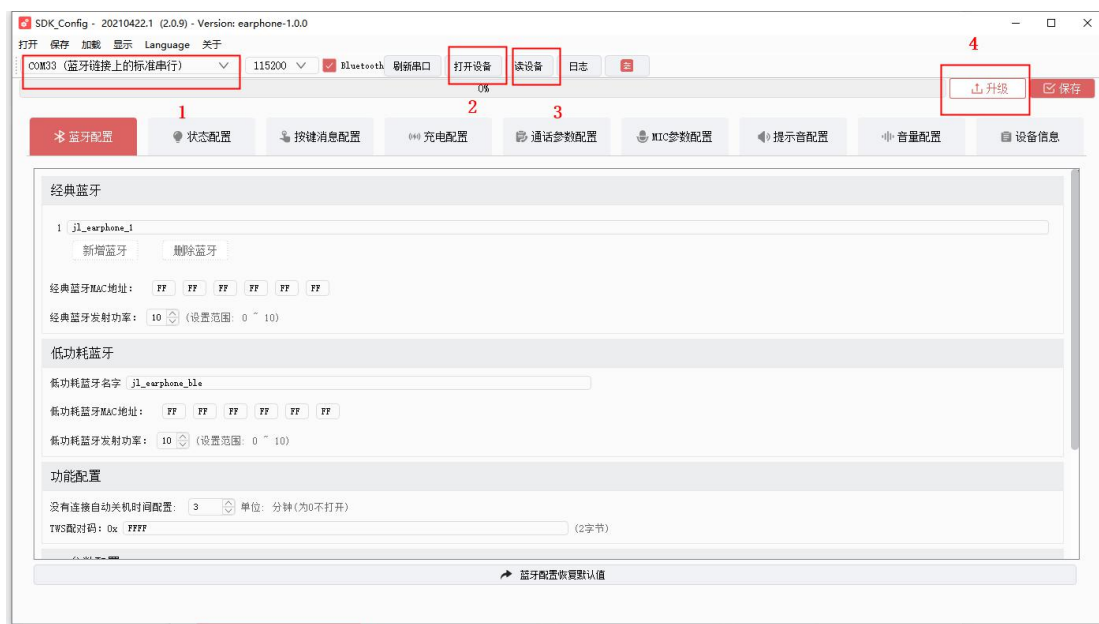 SDK_Config - 20210422.1 (2.0.9) - Version: earphone-1.0.0
打开 保存 加载 显示 Language 关于
4
COM33 (蓝牙链接上的标准串行) 115200 Bluetooth 刷新串口 打开设备 读设备 日志
0% 升级 保存
1 2 3
蓝牙配置 状态配置 按键消息配置 充电配置 通话参数配置 MIC参数配置 提示音配置 音量配置 设备信息
经典蓝牙
1 jl_earphone_1
新增蓝牙 删除蓝牙
经典蓝牙MAC地址: FF FF FF FF FF FF
经典蓝牙发射功率: 10 (设置范围: 0 ~ 10)
低功耗蓝牙
低功耗蓝牙名字 jl_earphone_ble
低功耗蓝牙MAC地址: FF FF FF FF FF FF
低功耗蓝牙发射功率: 10 (设置范围: 0 ~ 10)
功能配置
没有连接自动关机时间配置: 3 单位: 分钟(为0不打开)
TWS配对码: 0x FFFF (2字节)
蓝牙配置恢复默认值